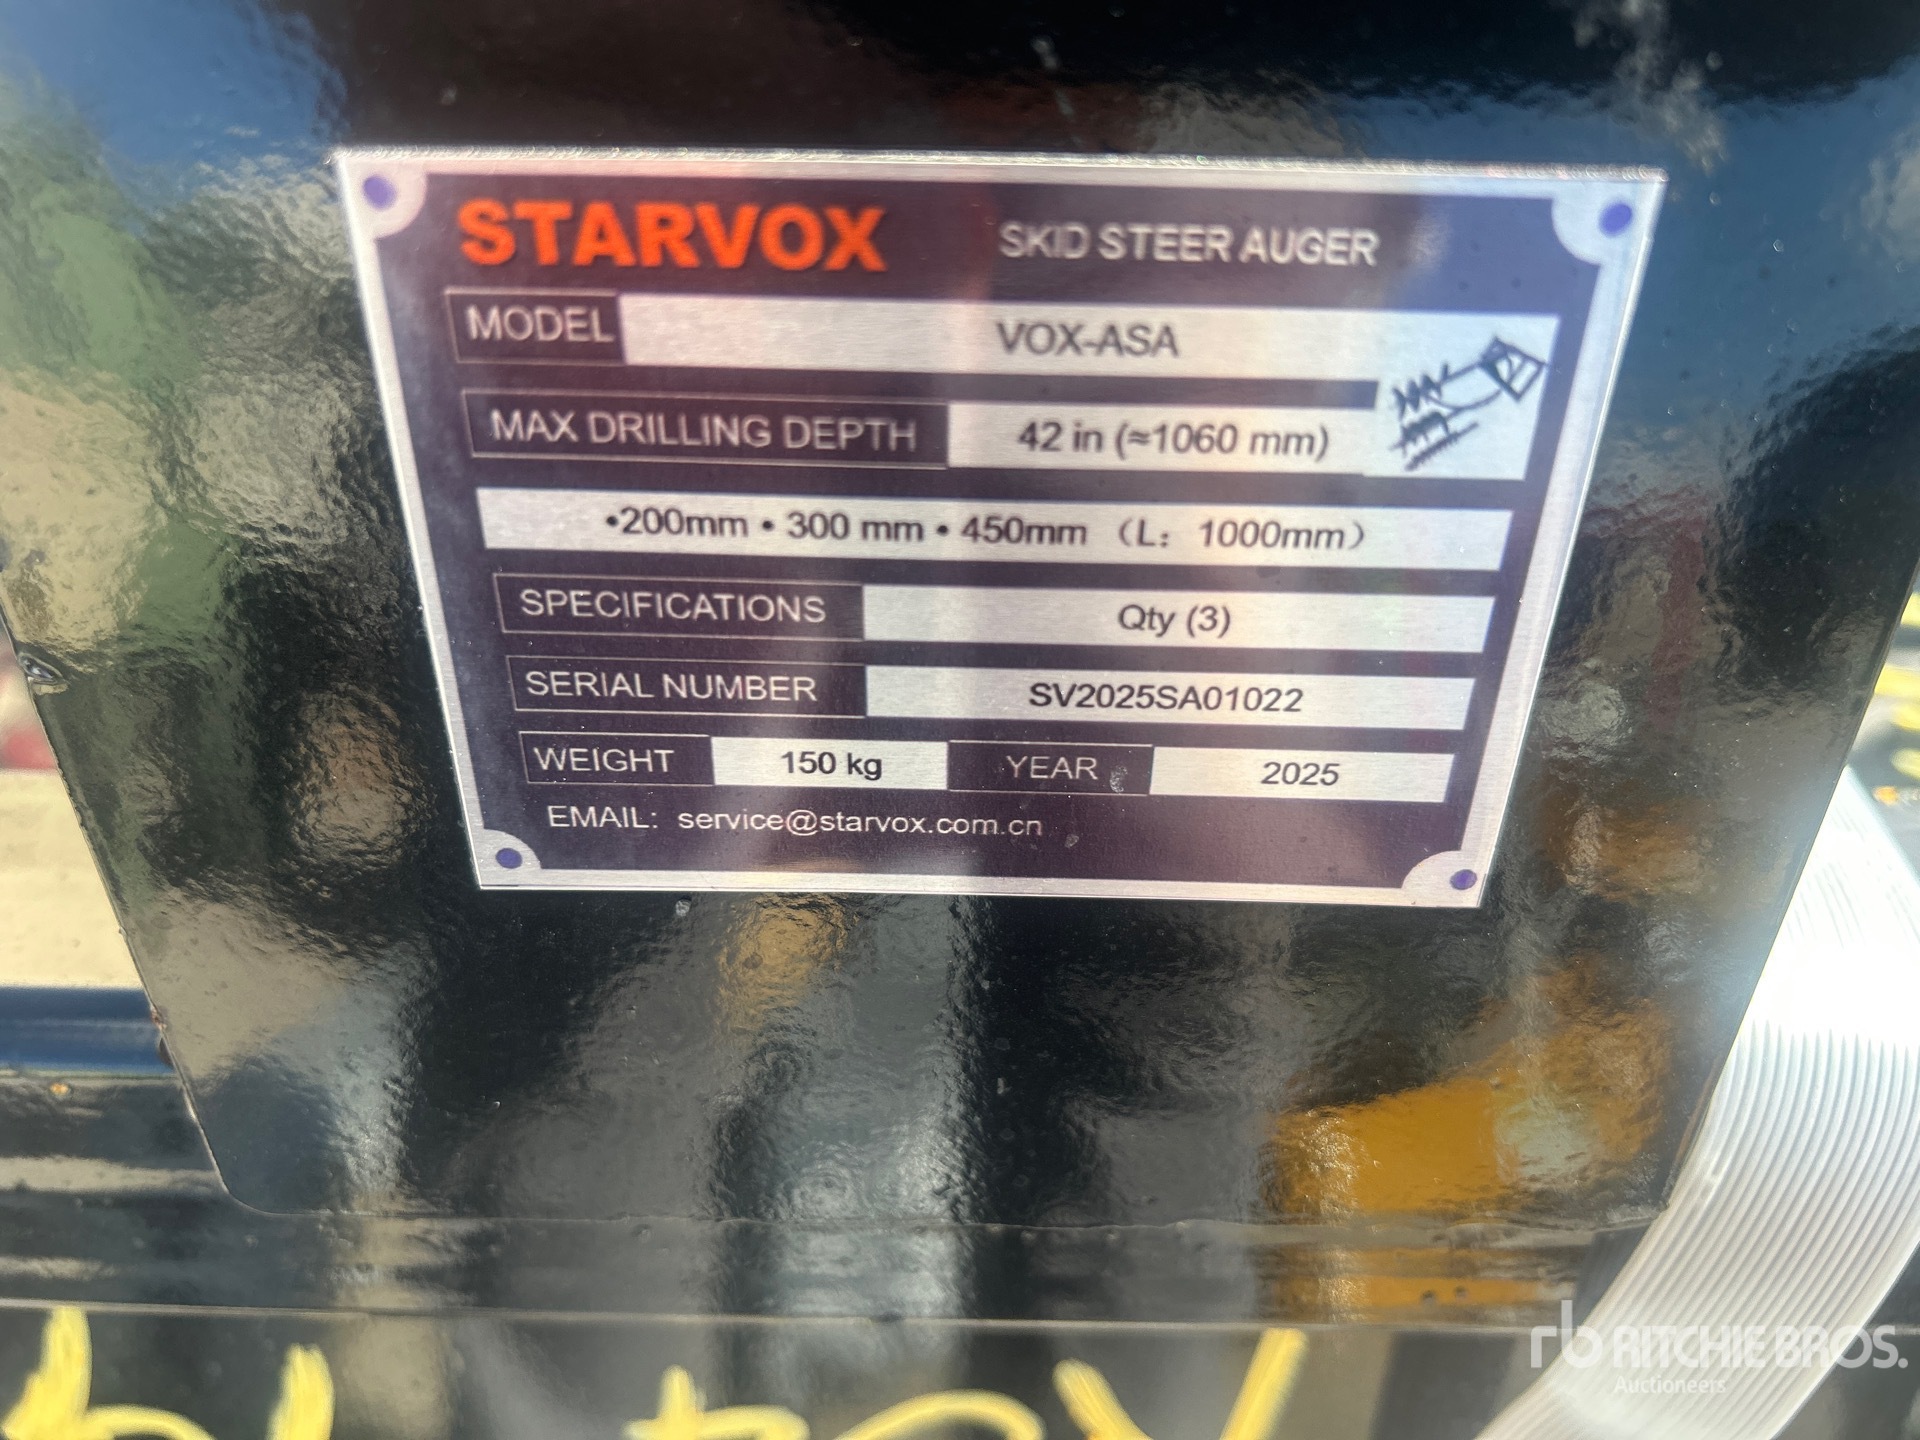 STARVOX SKID STEER AUGER
MODEL VOX-ASA
MAX DRILLING DEPTH 42 in (≈1060 mm)
•200mm • 300 mm • 450mm （L：1000mm）
SPECIFICATIONS Qty (3)
SERIAL NUMBER SV2025SA01022
WEIGHT 150 kg YEAR 2025
EMAIL: service@starvox.com.cn
rb RITCHIE BROS.
Auctioneers